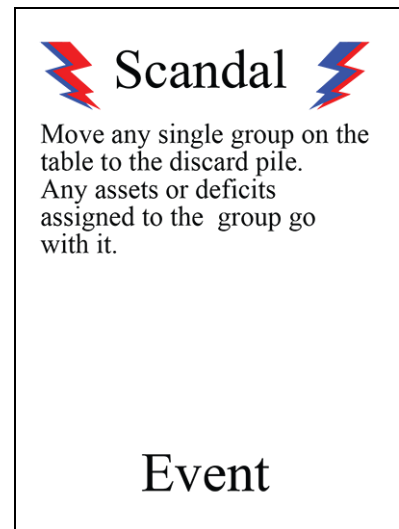 Scandal
Move any single group on the
table to the discard pile.
Any assets or deficits
assigned to the  group go
with it.
Event